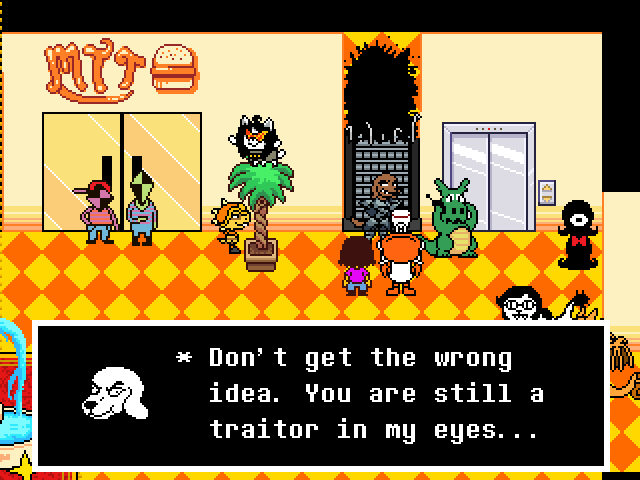 MTT
* Don't get the wrong
idea. You are still a
traitor in my eyes...